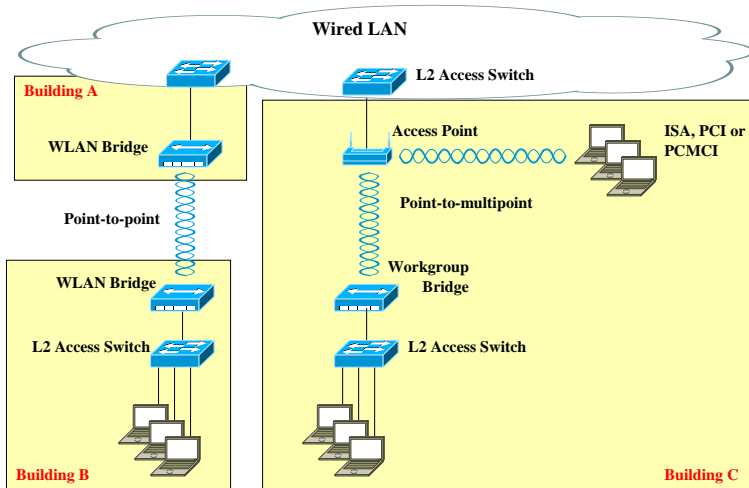 Wired LAN
L2 Access Switch
Building A
WLAN Bridge
Access Point
ISA, PCI or
PCMCI
Point-to-point
Point-to-multipoint
WLAN Bridge
Workgroup
Bridge
L2 Access Switch
L2 Access Switch
Building B
Building C